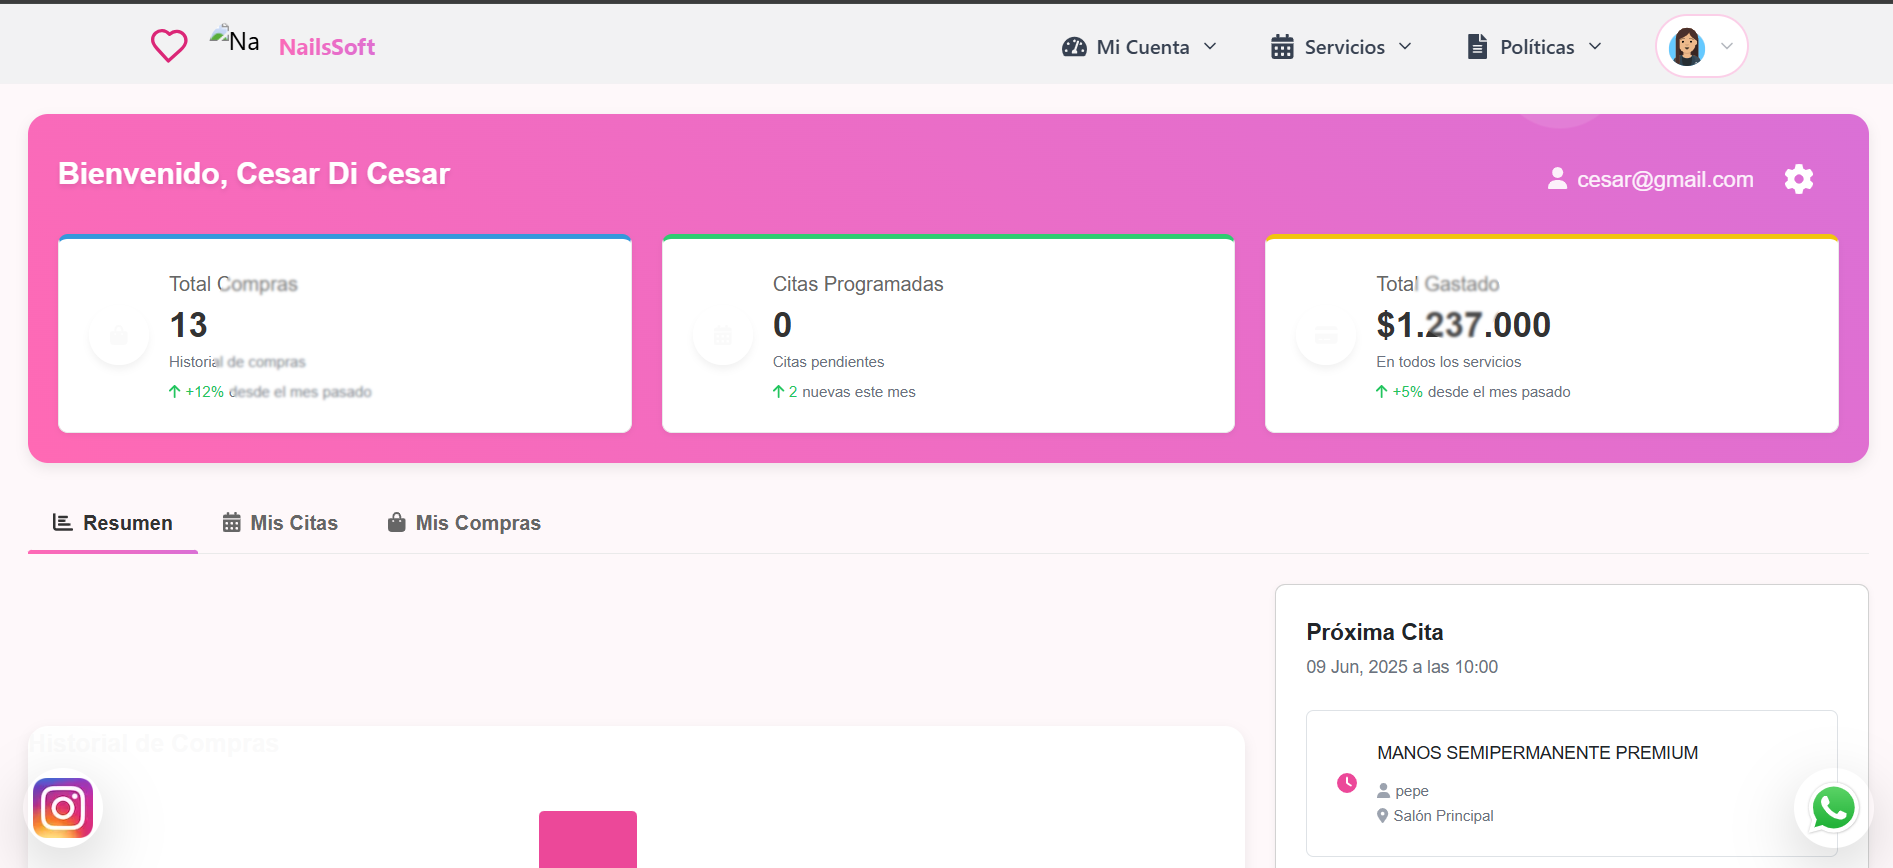 Na
NailsSoft
Mi Cuenta
Servicios
Políticas
Bienvenido, Cesar Di Cesar
cesar@gmail.com
Total Compras
13
Historial de compras
+12% desde el mes pasado
Citas Programadas
0
Citas pendientes
2 nuevas este mes
Total Gastado
$1.237.000
En todos los servicios
+5% desde el mes pasado
Resumen
Mis Citas
Mis Compras
Historial de Compras
Próxima Cita
09 Jun, 2025 a las 10:00
MANOS SEMIPERMANENTE PREMIUM
pepe
Salón Principal